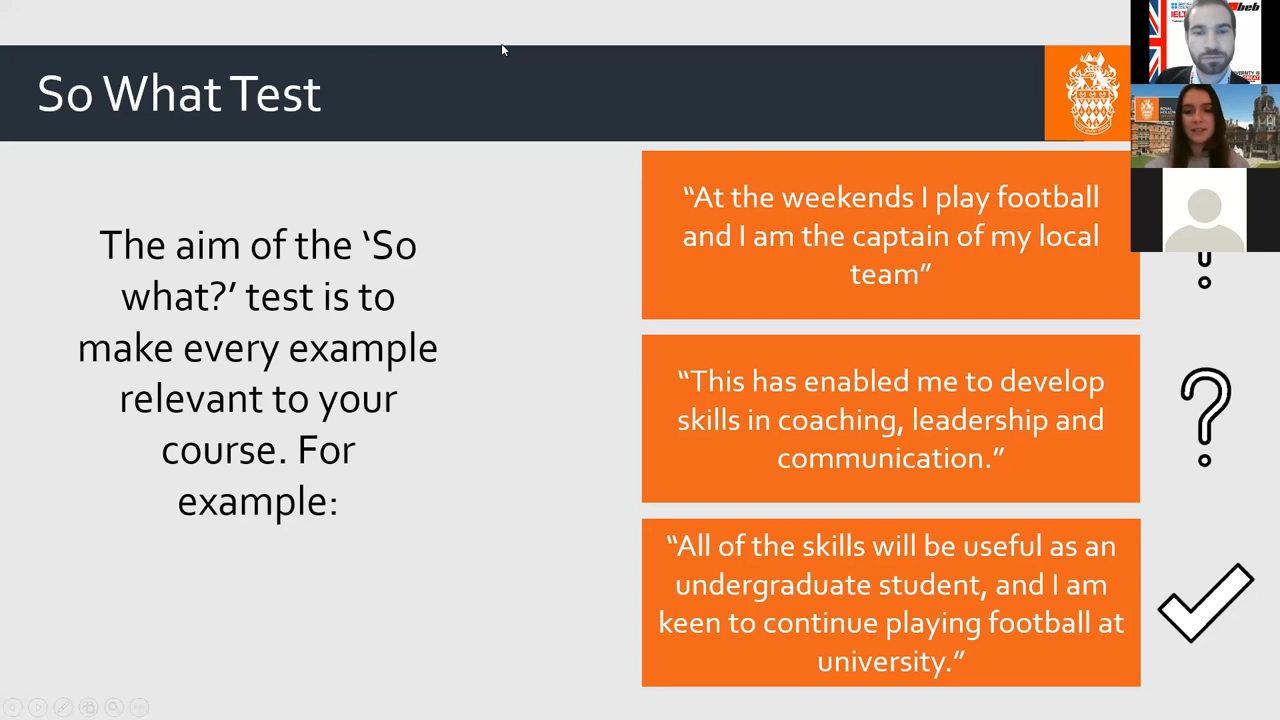 So What Test
The aim of the ‘So
what?’ test is to
make every example
relevant to your
course. For
example:
“At the weekends I play football
and I am the captain of my local
team”
“This has enabled me to develop
skills in coaching, leadership and
communication.”
“All of the skills will be useful as an
undergraduate student, and I am
keen to continue playing football at
university.”
beb